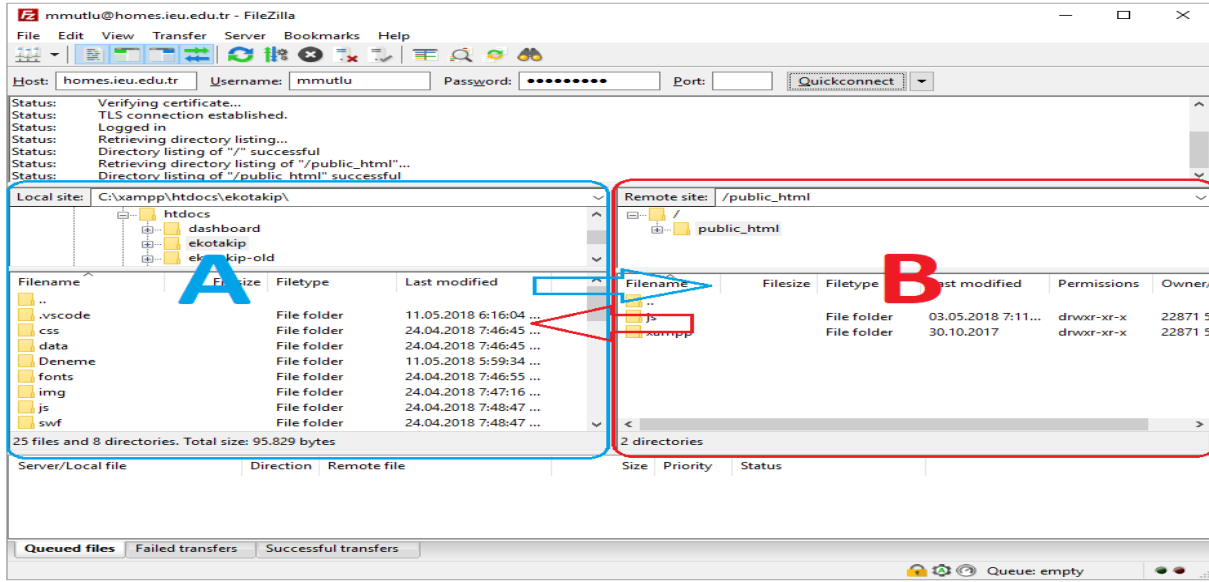 mmutlu@homes.ieu.edu.tr - FileZilla
File Edit View Transfer Server Bookmarks Help
Host: homes.ieu.edu.tr Username: mmutlu Password: ●●●●●●●●● Port: Quickconnect
Status: Verifying certificate...
Status: TLS connection established.
Status: Logged in
Status: Retrieving directory listing...
Status: Directory listing of "/" successful
Status: Retrieving directory listing of "/public_html"...
Status: Directory listing of "/public_html" successful
Local site: C:\xampp\htdocs\ekotakip\
htdocs
dashboard
ekotakip
ekotakip-old
A
Filename Filesize Filetype Last modified
..
.vscode File folder 11.05.2018 6:16:04 ...
css File folder 24.04.2018 7:46:45 ...
data File folder 24.04.2018 7:46:45 ...
Deneme File folder 11.05.2018 5:59:34 ...
fonts File folder 24.04.2018 7:46:55 ...
img File folder 24.04.2018 7:47:16 ...
js File folder 24.04.2018 7:48:47 ...
swf File folder 24.04.2018 7:48:47 ...
25 files and 8 directories. Total size: 95.829 bytes
Remote site: /public_html
/
public_html
B
Filename Filesize Filetype Last modified Permissions Owner/
..
js File folder 03.05.2018 7:11... drwxr-xr-x 22871 5
xampp File folder 30.10.2017 drwxr-xr-x 22871 5
2 directories
Server/Local file Direction Remote file Size Priority Status
Queued files Failed transfers Successful transfers
Queue: empty